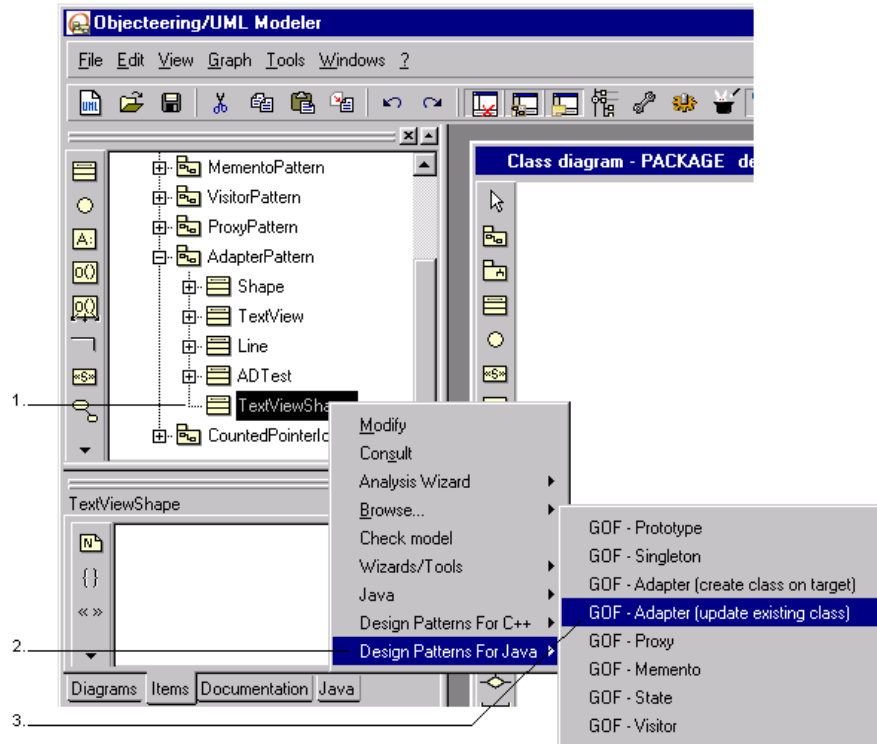 Objecteering/UML Modeler
File Edit View Graph Tools Windows ?
UML
Class diagram - PACKAGE de
MementoPattern
VisitorPattern
ProxyPattern
AdapterPattern
Shape
TextView
Line
ADTest
1.
TextViewSha
CountedPointerIc
A:
o()
o()
«S»
«S»
Modify
Consult
Analysis Wizard
Browse...
Check model
Wizards/Tools
Java
Design Patterns For C++
Design Patterns For Java
GOF - Prototype
GOF - Singleton
GOF - Adapter (create class on target)
GOF - Adapter (update existing class)
GOF - Proxy
GOF - Memento
GOF - State
GOF - Visitor
TextViewShape
N
{ }
« »
2.
Diagrams Items Documentation Java
3.